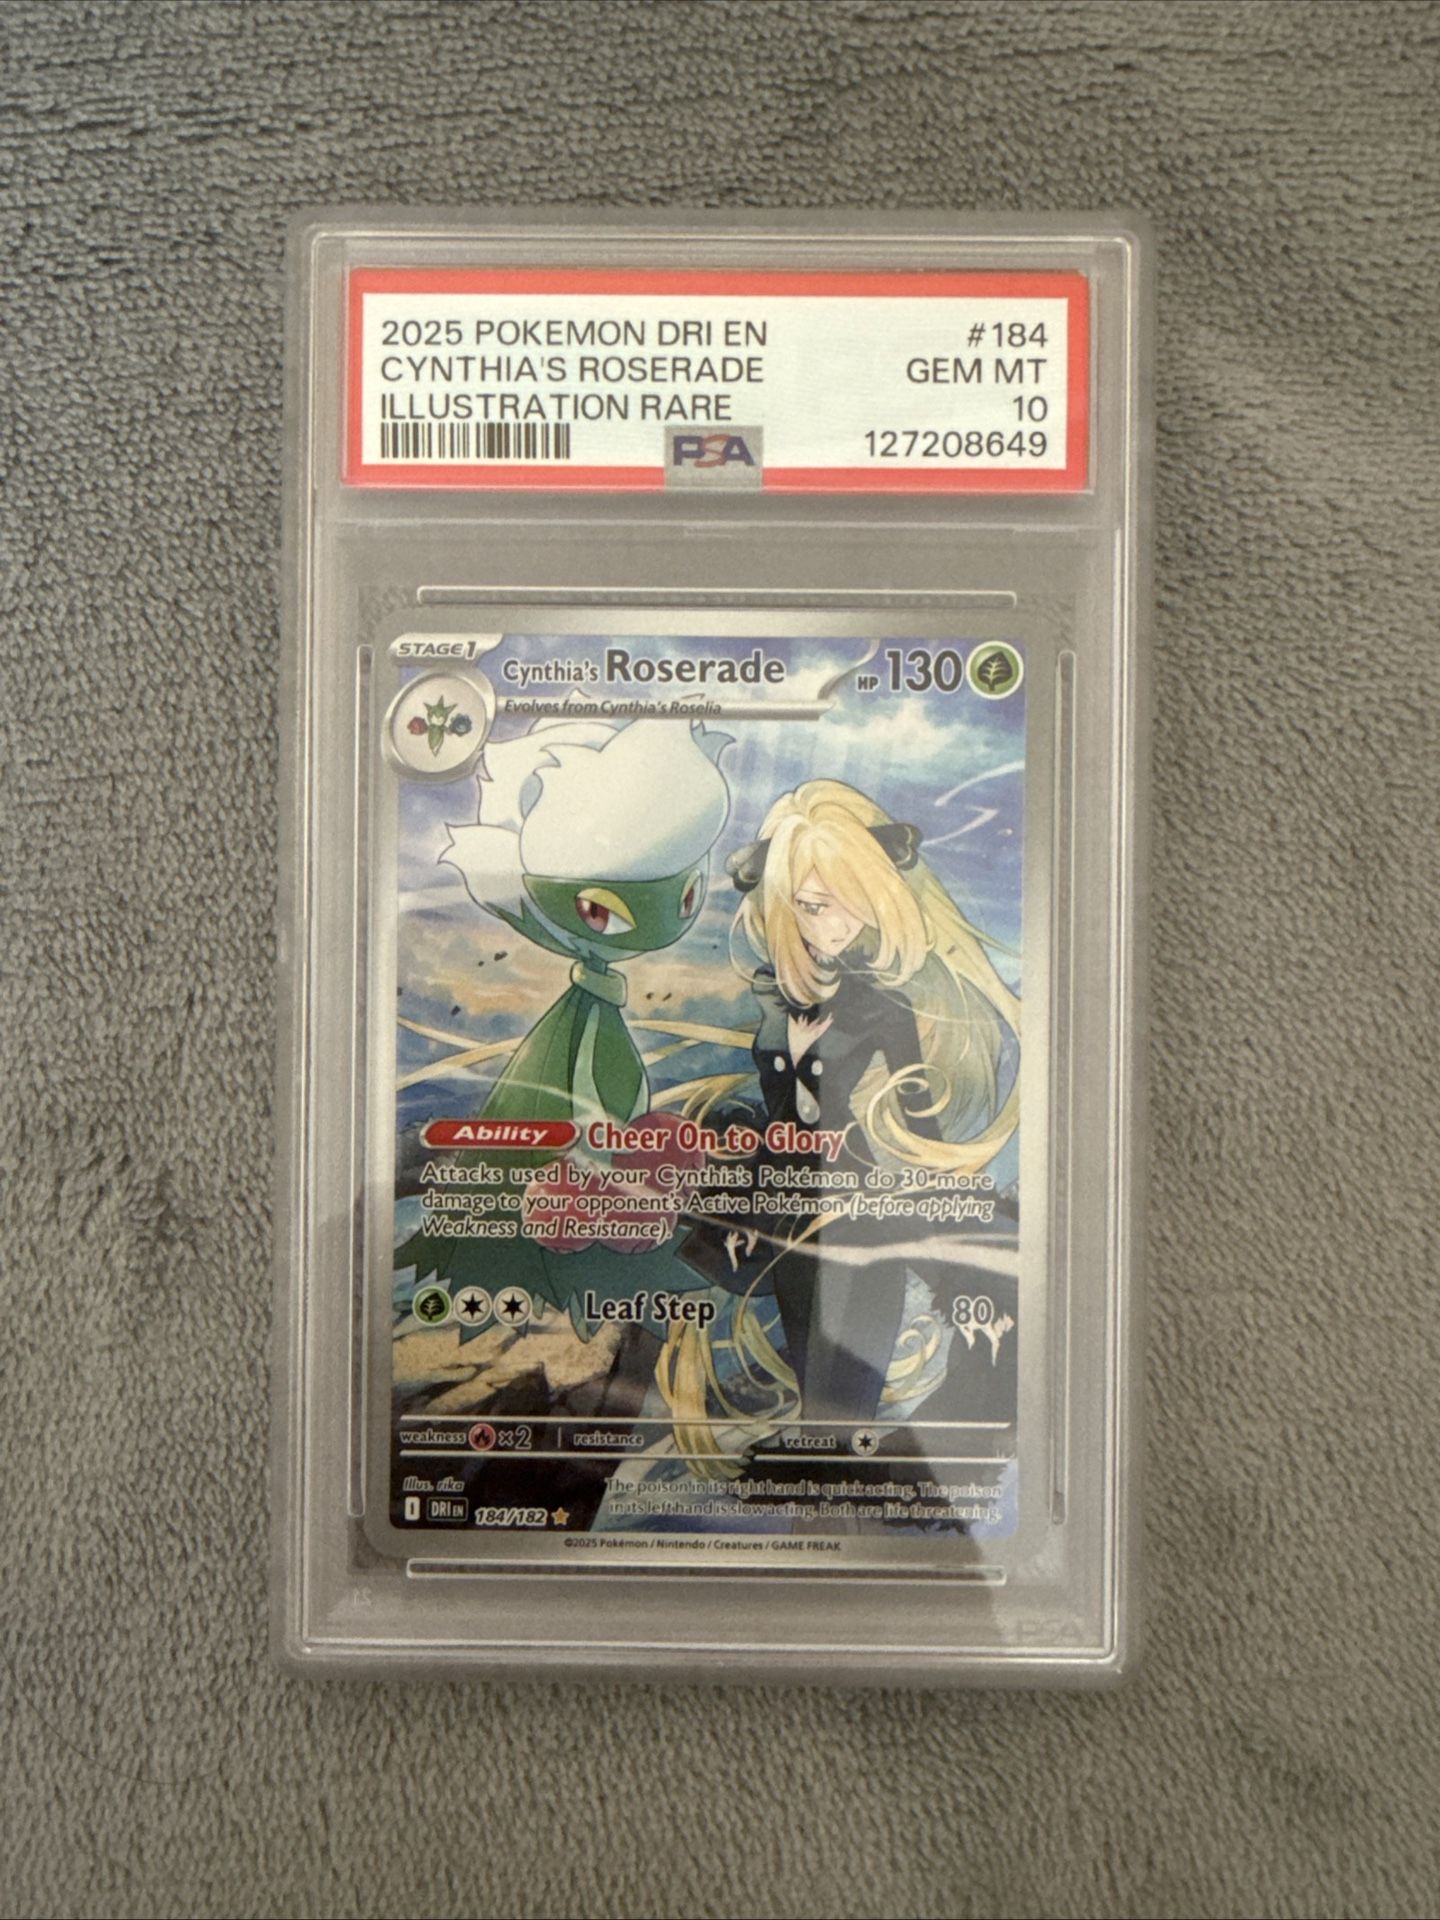 2025 POKEMON DRI EN #184
CYNTHIA'S ROSERADE GEM MT
ILLUSTRATION RARE 10
PSA 127208649
STAGE 1
Cynthia's Roserade HP 130
Evolves from Cynthia's Roselia
Ability Cheer On to Glory
Attacks used by your Cynthia's Pokémon do 30 more
damage to your opponent's Active Pokémon (before applying
Weakness and Resistance).
Leaf Step 80
weakness ×2 resistance retreat
Illus. rika
The poison in its right hand is quick acting. The poison
in its left hand is slow acting. Both are life threatening.
I DRI EN 184/182
©2025 Pokémon / Nintendo / Creatures / GAME FREAK
PSA